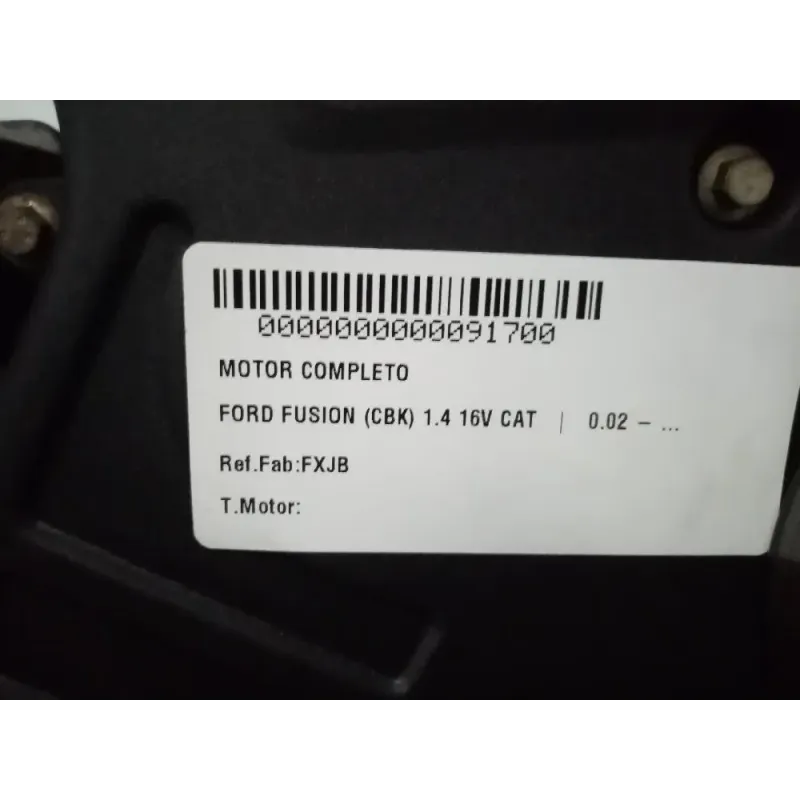 0000000000091700
MOTOR COMPLETO
FORD FUSION (CBK) 1.4 16V CAT | 0.02 – ...
Ref.Fab:FXJB
T.Motor: